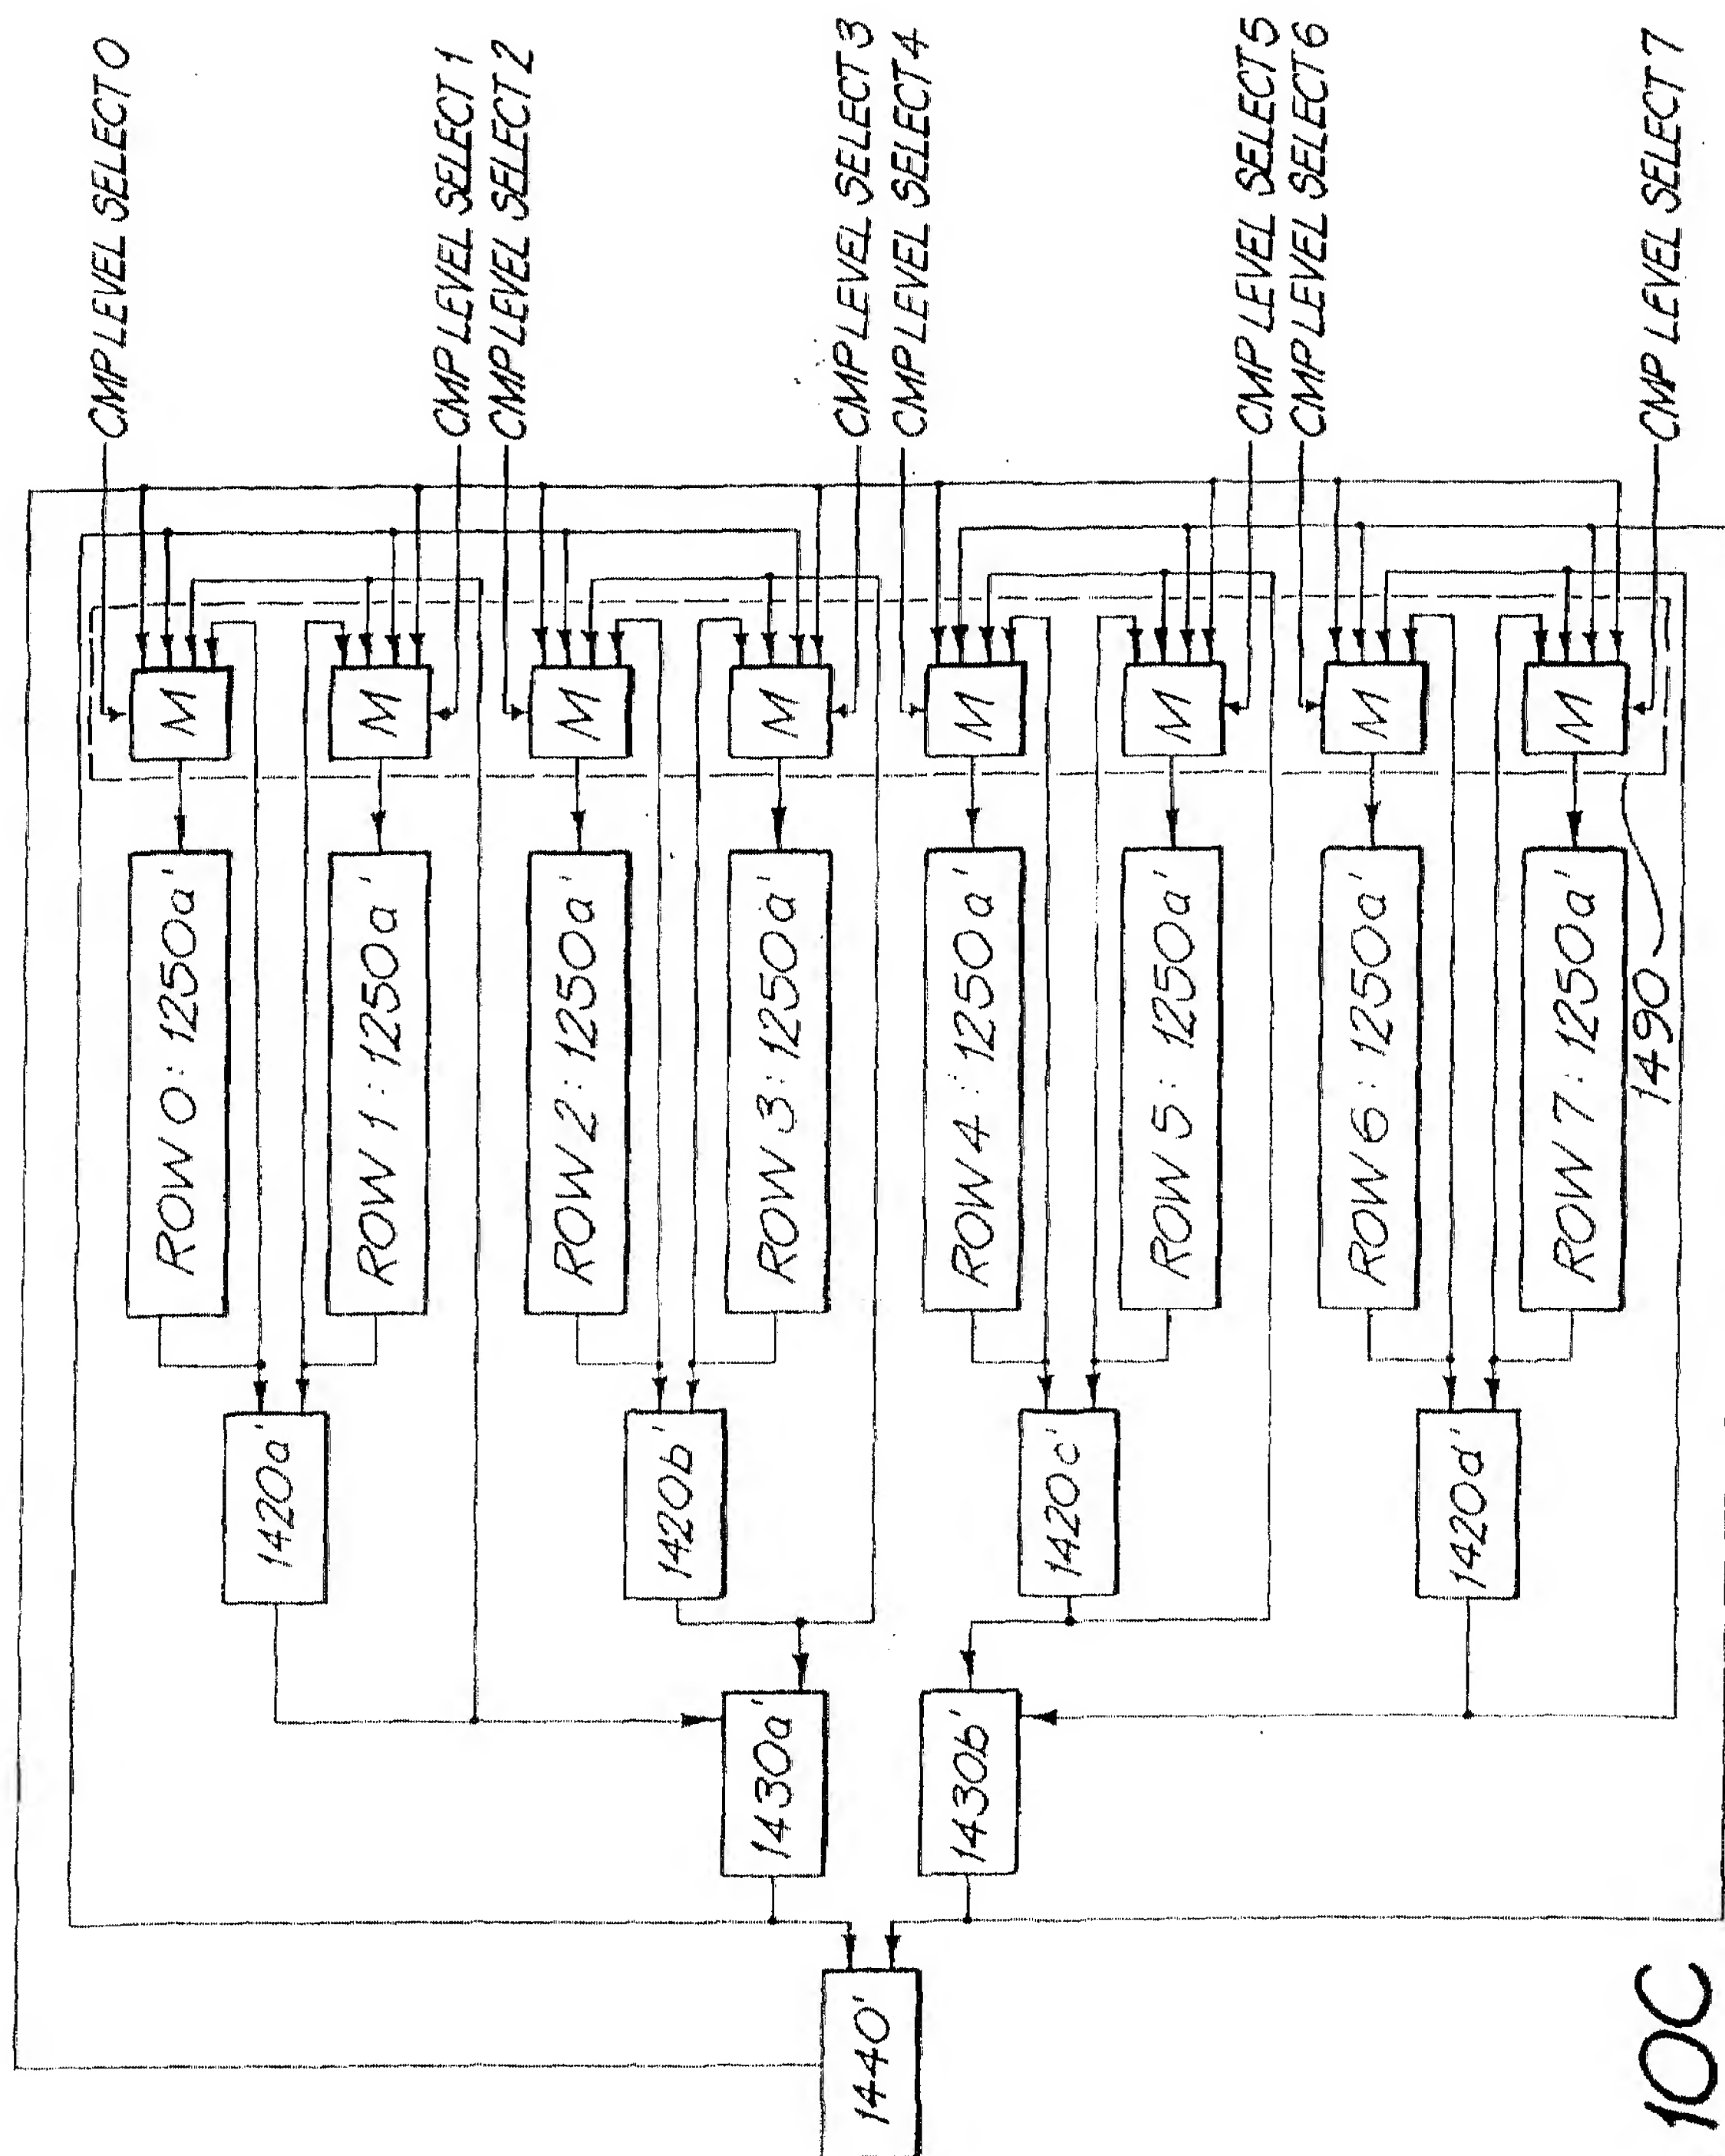 CMP LEVEL SELECT 0
CMP LEVEL SELECT 1
CMP LEVEL SELECT 2
CMP LEVEL SELECT 3
CMP LEVEL SELECT 4
CMP LEVEL SELECT 5
CMP LEVEL SELECT 6
CMP LEVEL SELECT 7
M
M
M
M
M
M
M
M
ROW 0: 1250a'
ROW 1: 1250a'
ROW 2: 1250a'
ROW 3: 1250a'
ROW 4: 1250a'
ROW 5: 1250a'
ROW 6: 1250a'
ROW 7: 1250a'
1490
1420a'
1420b'
1420c'
1420d'
1430a'
1430b'
1440'
10C